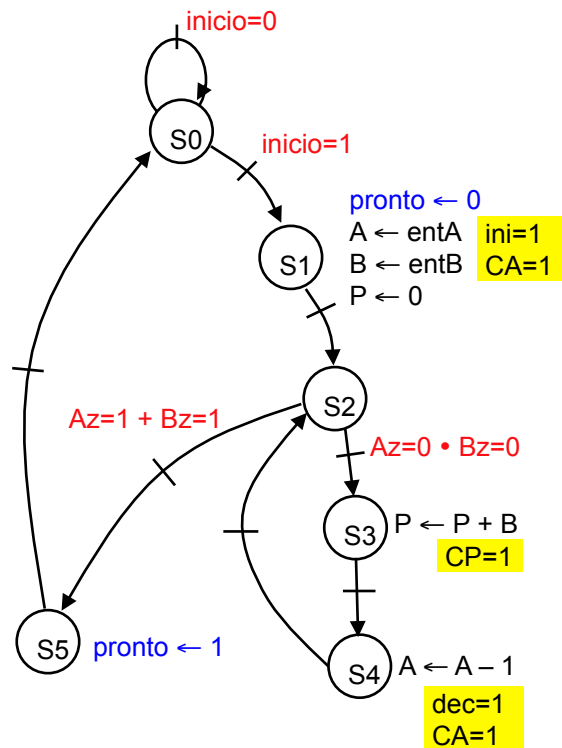 inicio=0
S0
inicio=1
pronto ← 0
A ← entA
ini=1
S1
B ← entB
CA=1
P ← 0
S2
Az=1 + Bz=1
Az=0 • Bz=0
S3
P ← P + B
CP=1
S5
pronto ← 1
S4
A ← A – 1
dec=1
CA=1